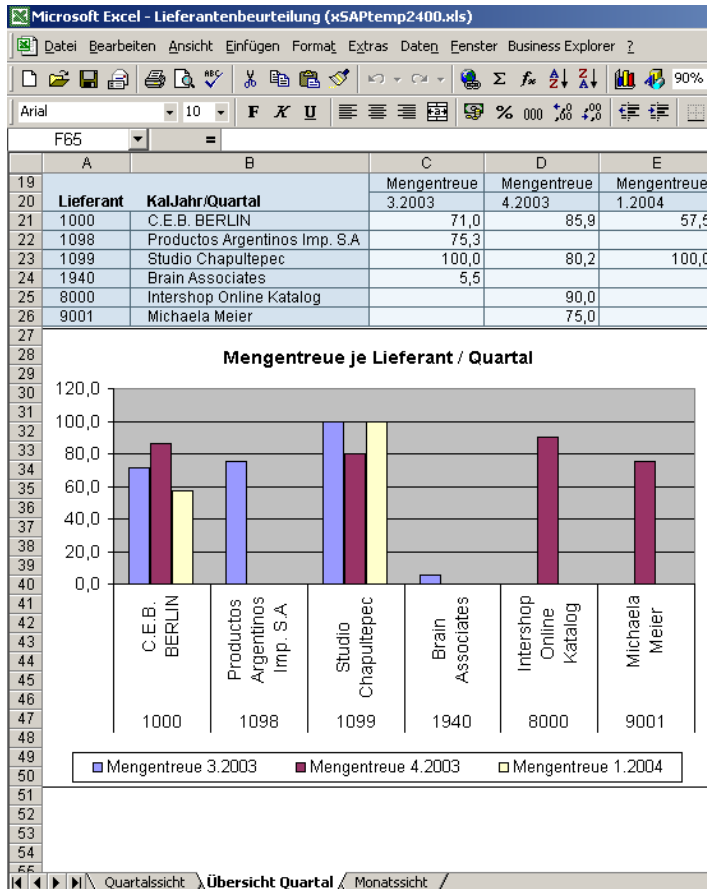 Microsoft Excel - Lieferantenbeurteilung (xSAPtemp2400.xls)
Datei Bearbeiten Ansicht Einfügen Format Extras Daten Fenster Business Explorer ?
ABC Σ fx A Z Z A 90%
Arial 10 F K U % 000
F65 =
A B C D E
19 Mengentreue Mengentreue Mengentreue
20 Lieferant KalJahr/Quartal 3.2003 4.2003 1.2004
21 1000 C.E.B. BERLIN 71,0 85,9 57,5
22 1098 Productos Argentinos Imp. S.A 75,3
23 1099 Studio Chapultepec 100,0 80,2 100,0
24 1940 Brain Associates 5,5
25 8000 Intershop Online Katalog 90,0
26 9001 Michaela Meier 75,0
27
28
29
30
31
32
33
34
35
36
37
38
39
40
41
42
43
44
45
46
47
48
49
50
51
52
53
54
55
Mengentreue je Lieferant / Quartal
120,0
100,0
80,0
60,0
40,0
20,0
0,0
C.E.B. BERLIN
Productos Argentinos Imp. S.A
Studio Chapultepec
Brain Associates
Intershop Online Katalog
Michaela Meier
1000 1098 1099 1940 8000 9001
Mengentreue 3.2003 Mengentreue 4.2003 Mengentreue 1.2004
Quartalssicht Übersicht Quartal Monatssicht